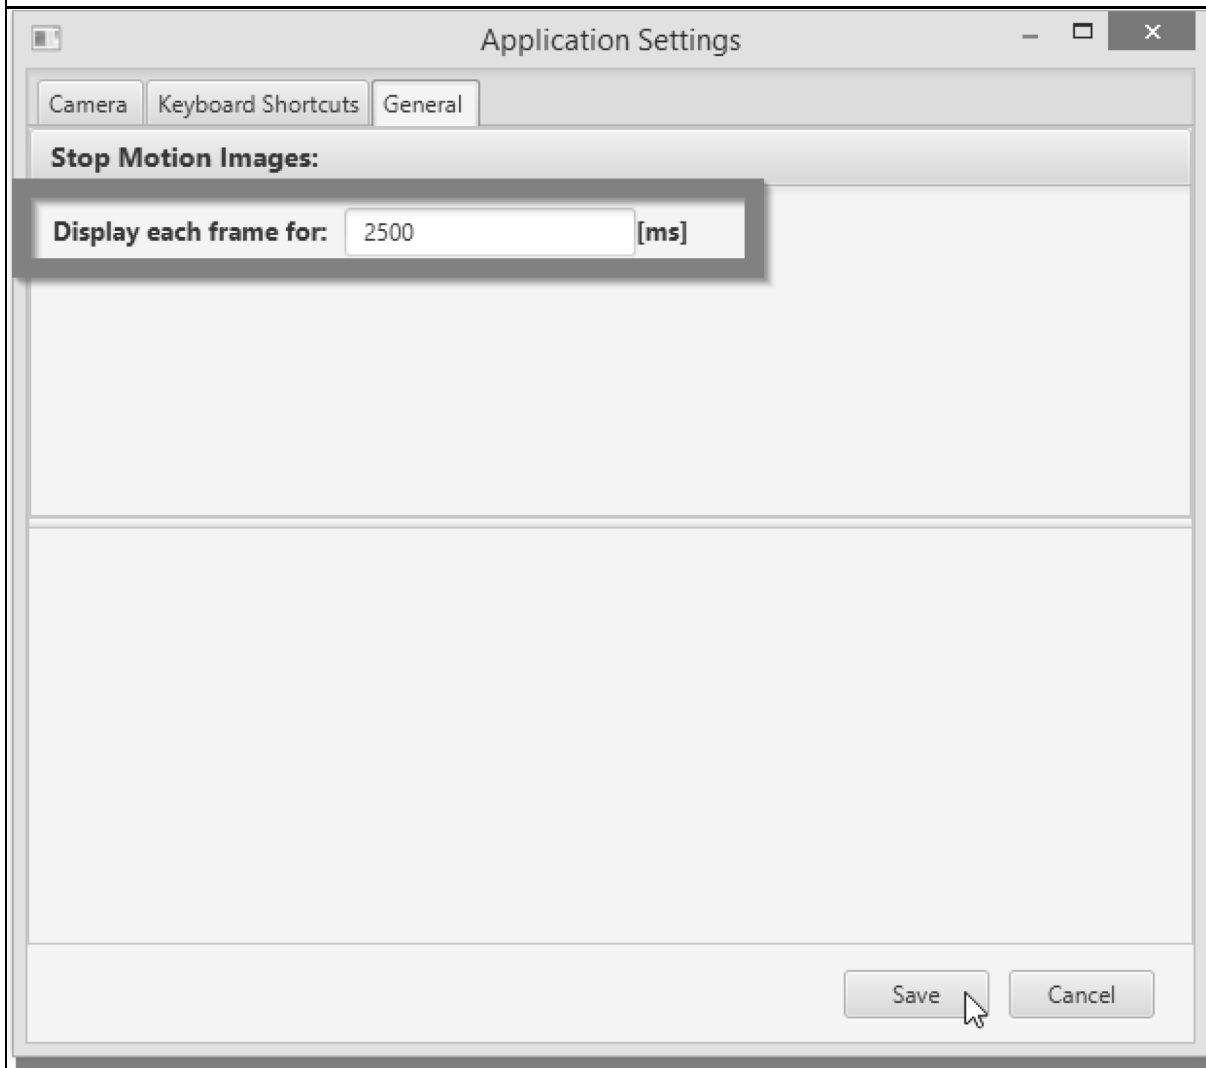 Application Settings
Camera Keyboard Shortcuts General
Stop Motion Images:
Display each frame for: 2500 [ms]
Save Cancel